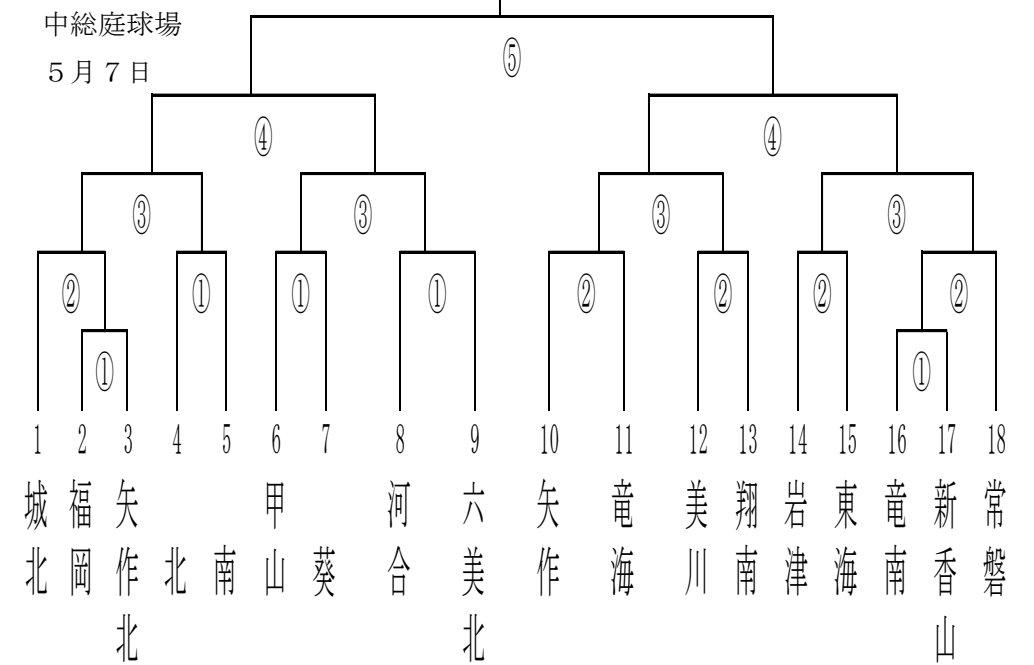 中総庭球場
５月７日
⑤
④ ④
③ ③ ③ ③
② ① ① ① ② ② ② ②
① ①
1 2 3 4 5 6 7 8 9 10 11 12 13 14 15 16 17 18
城北
福岡
矢作北
北
南
甲山
葵
河合
六美北
矢作
竜海
美川
翔南
岩津
東海
竜南
新香山
常磐